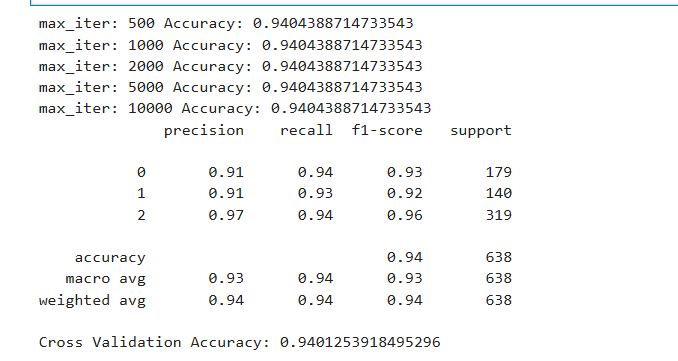 max_iter: 500 Accuracy: 0.9404388714733543
max_iter: 1000 Accuracy: 0.9404388714733543
max_iter: 2000 Accuracy: 0.9404388714733543
max_iter: 5000 Accuracy: 0.9404388714733543
max_iter: 10000 Accuracy: 0.9404388714733543
precision recall f1-score support
0 0.91 0.94 0.93 179
1 0.91 0.93 0.92 140
2 0.97 0.94 0.96 319
accuracy 0.94 638
macro avg 0.93 0.94 0.93 638
weighted avg 0.94 0.94 0.94 638
Cross Validation Accuracy: 0.9401253918495296